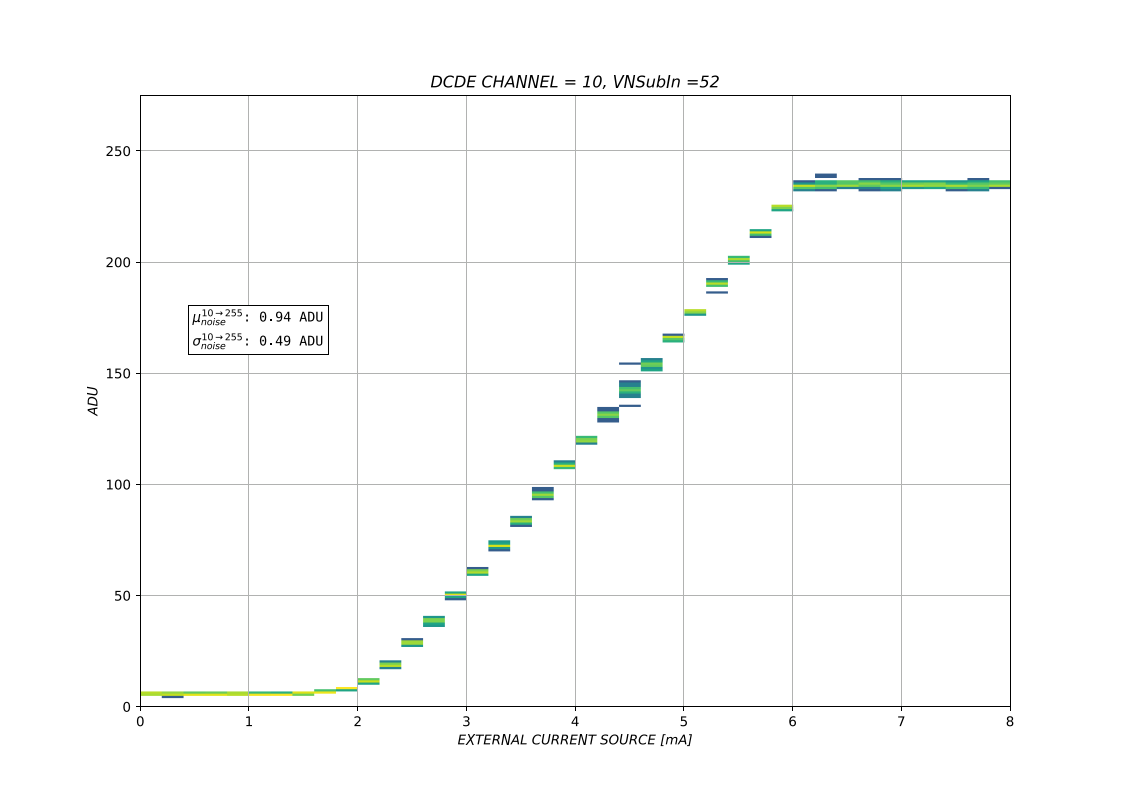 DCDE CHANNEL = 10, VNSubIn =52
250
200
150
100
50
0
ADU
μ_noise^10→255: 0.94 ADU
σ_noise^10→255: 0.49 ADU
0 1 2 3 4 5 6 7 8
EXTERNAL CURRENT SOURCE [mA]